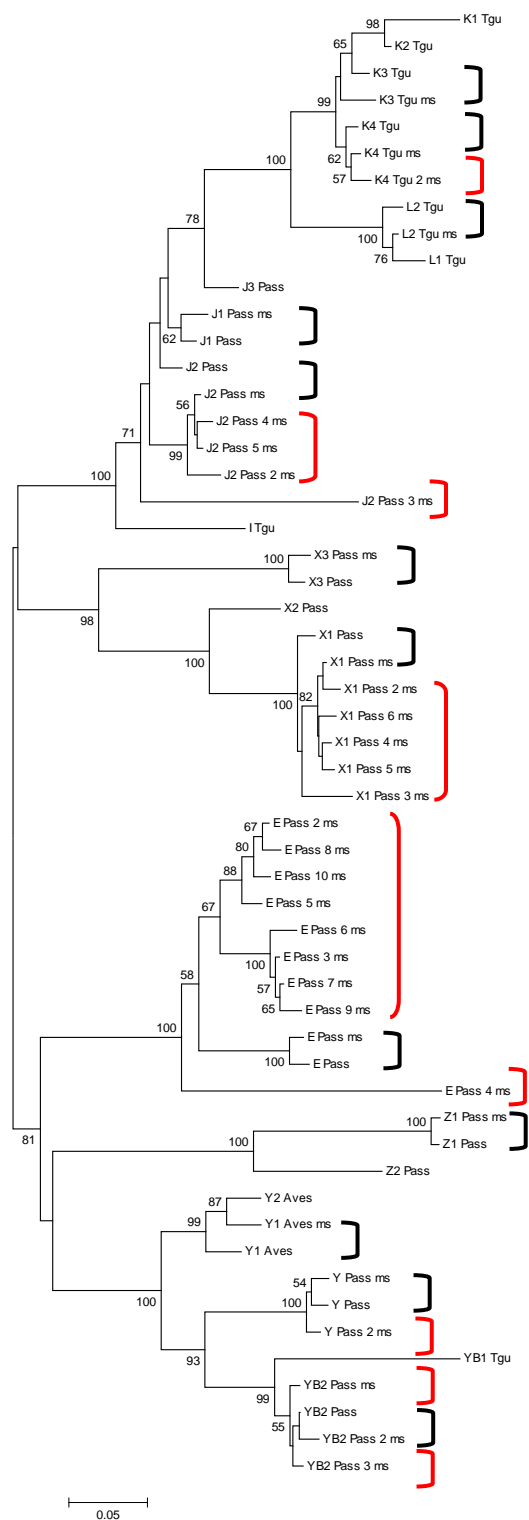 K1 Tgu
98
K2 Tgu
65
K3 Tgu
K3 Tgu ms
99
K4 Tgu
K4 Tgu ms
62
57
K4 Tgu 2 ms
100
L2 Tgu
L2 Tgu ms
100
76
L1 Tgu
78
J3 Pass
J1 Pass ms
62
J1 Pass
J2 Pass
J2 Pass ms
56
J2 Pass 4 ms
J2 Pass 5 ms
99
J2 Pass 2 ms
71
J2 Pass 3 ms
100
I Tgu
X3 Pass ms
100
X3 Pass
98
X2 Pass
100
X1 Pass
X1 Pass ms
82
X1 Pass 2 ms
100
X1 Pass 6 ms
X1 Pass 4 ms
X1 Pass 5 ms
X1 Pass 3 ms
E Pass 2 ms
67
E Pass 8 ms
80
E Pass 10 ms
88
E Pass 5 ms
67
E Pass 6 ms
100
E Pass 3 ms
57
E Pass 7 ms
65
E Pass 9 ms
58
E Pass ms
100
E Pass
100
E Pass 4 ms
81
Z1 Pass ms
100
Z1 Pass
100
Z2 Pass
Y2 Aves
87
Y1 Aves ms
99
Y1 Aves
100
Y Pass ms
54
Y Pass
100
Y Pass 2 ms
93
YB1 Tgu
99
YB2 Pass ms
YB2 Pass
55
YB2 Pass 2 ms
YB2 Pass 3 ms
0.05